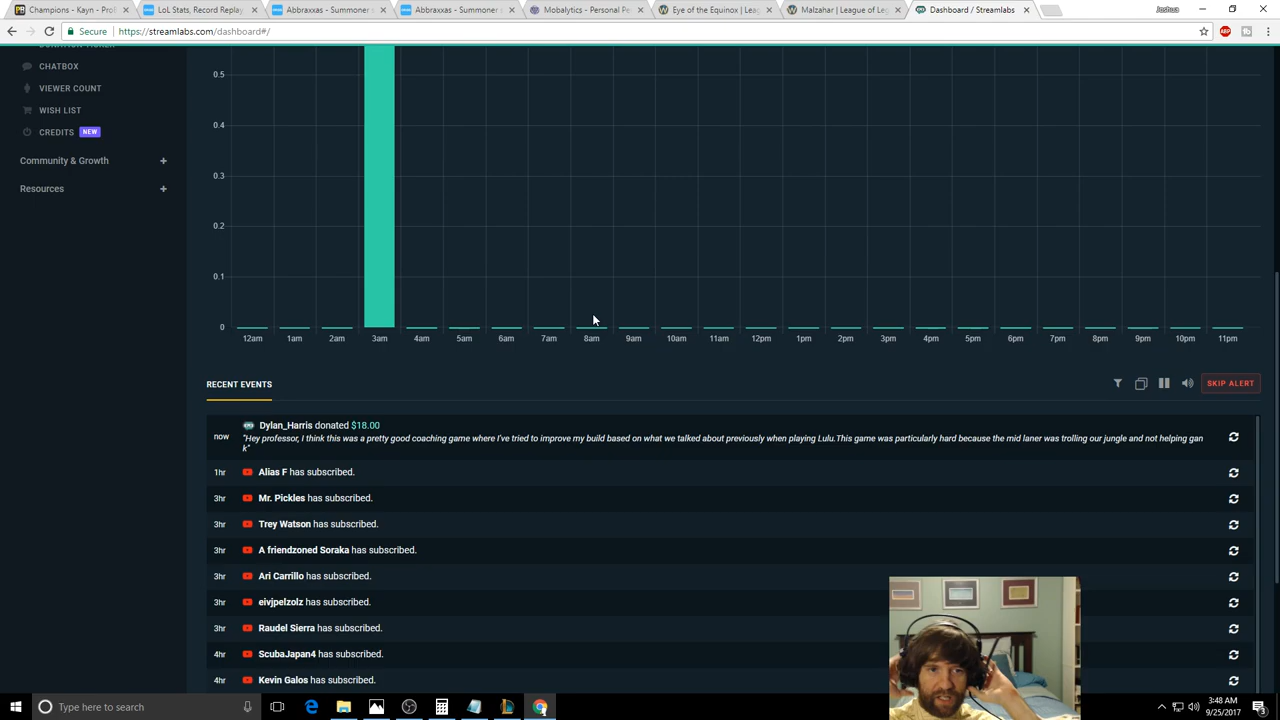 Champions - Kayn - Prol
LoL Stats, Record Replay
Abbraxxas - Summoner s
Abbraxxas - Summoner s
Mobalytics - Personal Pe
Eye of the Equinox | Leag
Malzahar | League of Leg
Dashboard / Streamlabs
Joshua
Secure
https://streamlabs.com/dashboard#/
ABP
CHATBOX
VIEWER COUNT
WISH LIST
CREDITS NEW
Community & Growth +
Resources +
0.5
0.4
0.3
0.2
0.1
0
12am 1am 2am 3am 4am 5am 6am 7am 8am 9am 10am 11am 12pm 1pm 2pm 3pm 4pm 5pm 6pm 7pm 8pm 9pm 10pm 11pm
RECENT EVENTS
SKIP ALERT
now
Dylan_Harris donated $18.00
"Hey professor, I think this was a pretty good coaching game where I've tried to improve my build based on what we talked about previously when playing Lulu.This game was particularly hard because the mid laner was trolling our jungle and not helping gan
k"
1hr Alias F has subscribed.
3hr Mr. Pickles has subscribed.
3hr Trey Watson has subscribed.
3hr A friendzoned Soraka has subscribed.
3hr Ari Carrillo has subscribed.
3hr eivjpelzolz has subscribed.
3hr Raudel Sierra has subscribed.
4hr ScubaJapan4 has subscribed.
4hr Kevin Galos has subscribed.
Type here to search
3:48 AM
9/25/2017
3